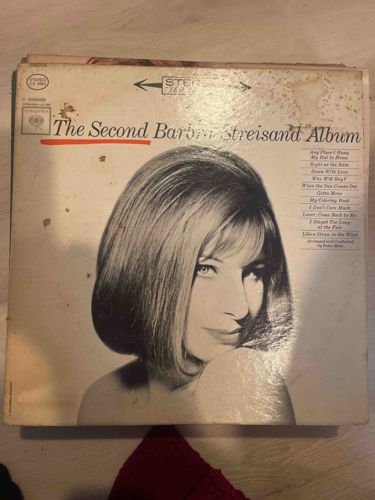 STEREO
STEREO
360
COLUMBIA
The Second Barbra Streisand Album
Any Place I Hang
My Hat Is Home
Right as the Rain
Down With Love
Who Will Buy?
When the Sun Comes Out
Gotta Move
My Coloring Book
I Don't Care Much
Lover, Come Back to Me
I Stayed Too Long
at the Fair
Like a Straw in the Wind
Arranged and Conducted
by Peter Matz